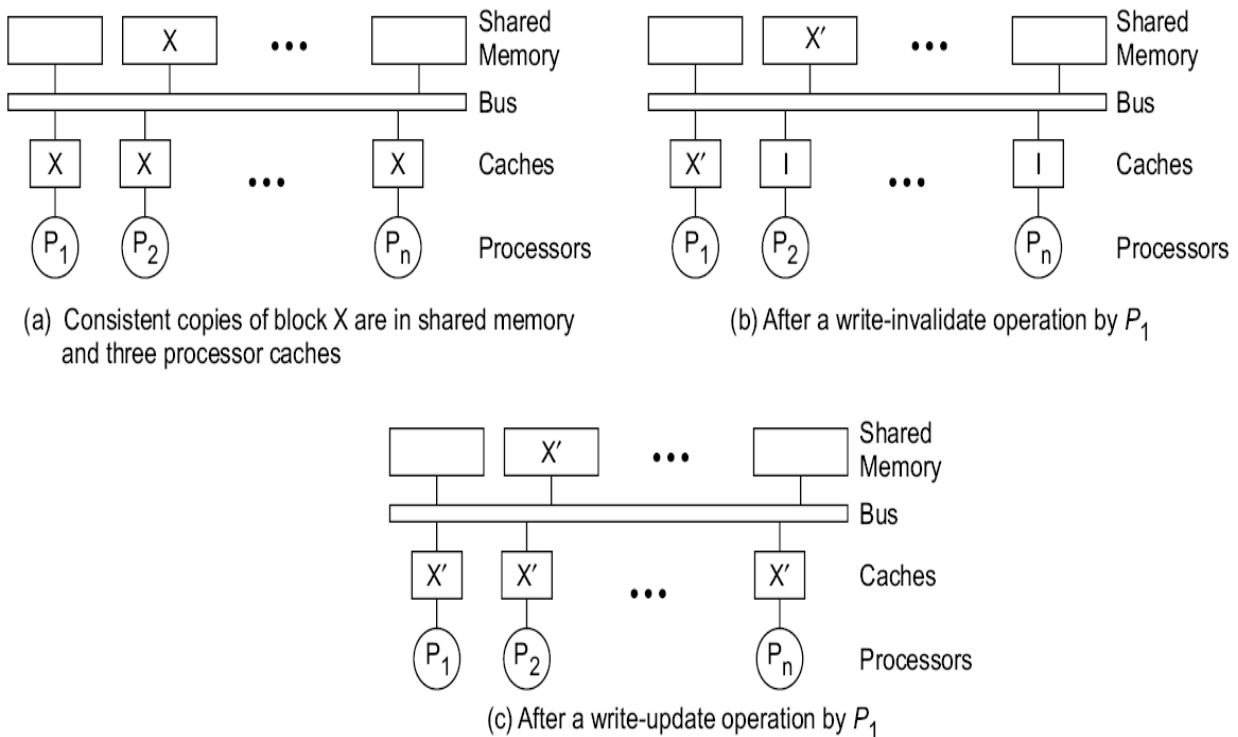 X
•••
Shared
Memory
Bus
X X ••• X Caches
P1 P2 Pn Processors
(a) Consistent copies of block X are in shared memory
and three processor caches
X′
•••
Shared
Memory
Bus
X′ I ••• I Caches
P1 P2 Pn Processors
(b) After a write-invalidate operation by P1
X′
•••
Shared
Memory
Bus
X′ X′ ••• X′ Caches
P1 P2 Pn Processors
(c) After a write-update operation by P1